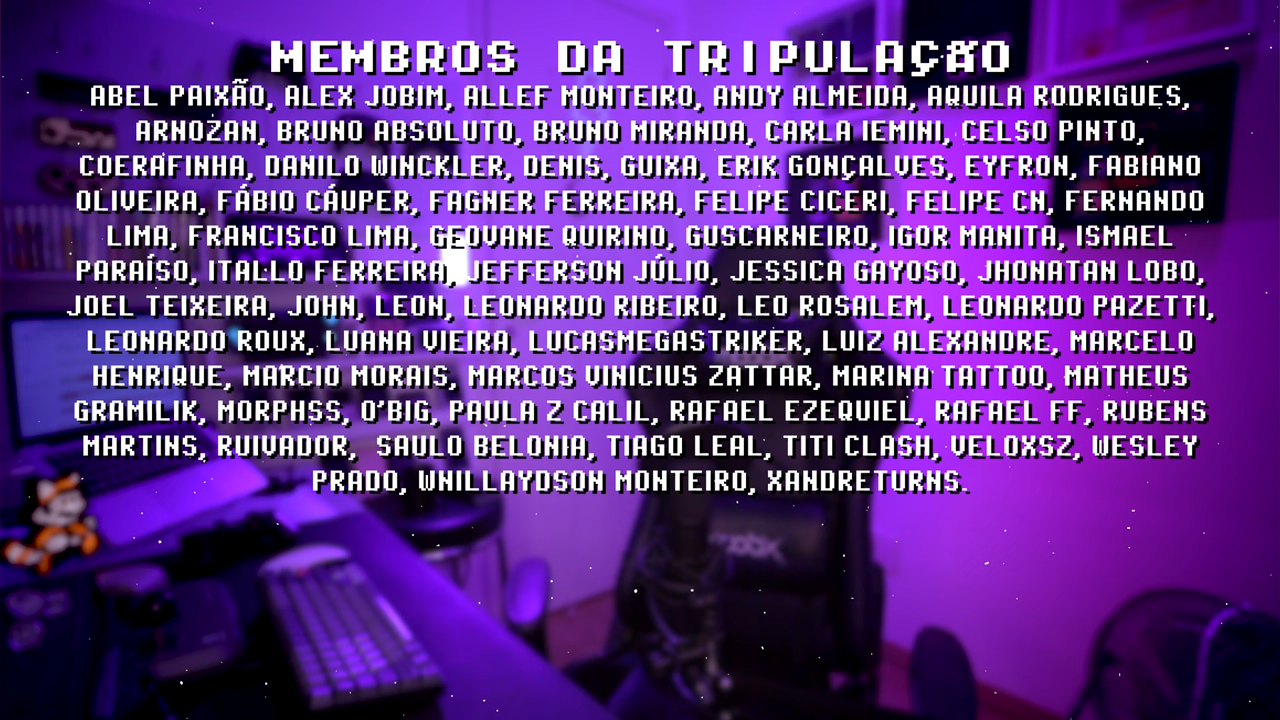 MEMBROS DA TRIPULAÇÃO
ABEL PAIXÃO, ALEX JOBIM, ALLEF MONTEIRO, ANDY ALMEIDA, AQUILA RODRIGUES,
ARNOZAN, BRUNO ABSOLUTO, BRUNO MIRANDA, CARLA IEMINI, CELSO PINTO,
COERAFINHA, DANILO WINCKLER, DENIS, GUIXA, ERIK GONÇALVES, EYFRON, FABIANO
OLIVEIRA, FÁBIO CÁUPER, FAGNER FERREIRA, FELIPE CICERI, FELIPE CN, FERNANDO
LIMA, FRANCISCO LIMA, GEOVANE QUIRINO, GUSCARNEIRO, IGOR MANITA, ISMAEL
PARAÍSO, ITALLO FERREIRA, JEFFERSON JÚLIO, JESSICA GAYOSO, JHONATAN LOBO,
JOEL TEIXEIRA, JOHN, LEON, LEONARDO RIBEIRO, LEO ROSALEM, LEONARDO PAZETTI,
LEONARDO ROUX, LUANA VIEIRA, LUCASMEGASTRIKER, LUIZ ALEXANDRE, MARCELO
HENRIQUE, MARCIO MORAIS, MARCOS VINICIUS ZATTAR, MARINA TATTOO, MATHEUS
GRAMILIK, MORPHSS, O'BIG, PAULA Z CALIL, RAFAEL EZEQUIEL, RAFAEL FF, RUBENS
MARTINS, RUIVADOR, SAULO BELONIA, TIAGO LEAL, TITI CLASH, VELOXSZ, WESLEY
PRADO, WNILLAYDSON MONTEIRO, XANDRETURNS.